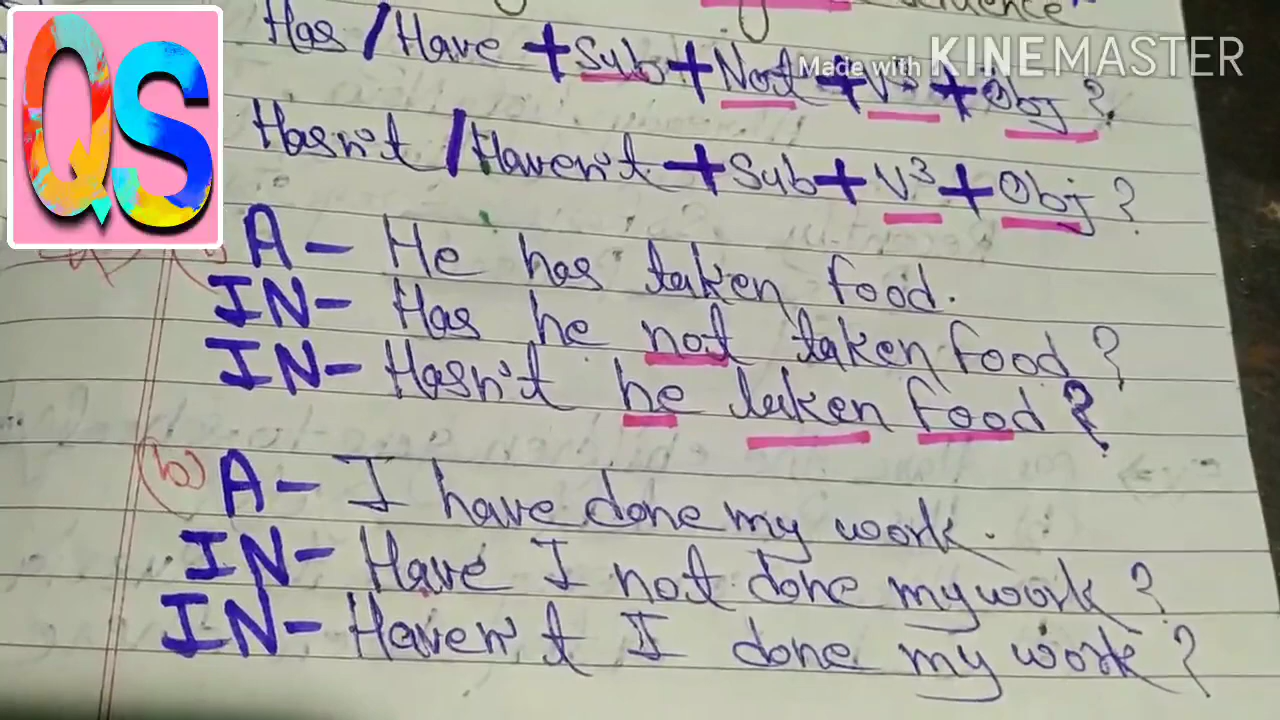 Has / Have + Sub + Not + V³ + Obj ?
Made with KINEMASTER
QS
Hasn't / Haven't + Sub + V³ + Obj ?
A - He has taken food.
IN - Has he not taken food ?
IN - Hasn't he taken food ?
(b) A - I have done my work.
IN - Have I not done my work ?
IN - Haven't I done my work ?